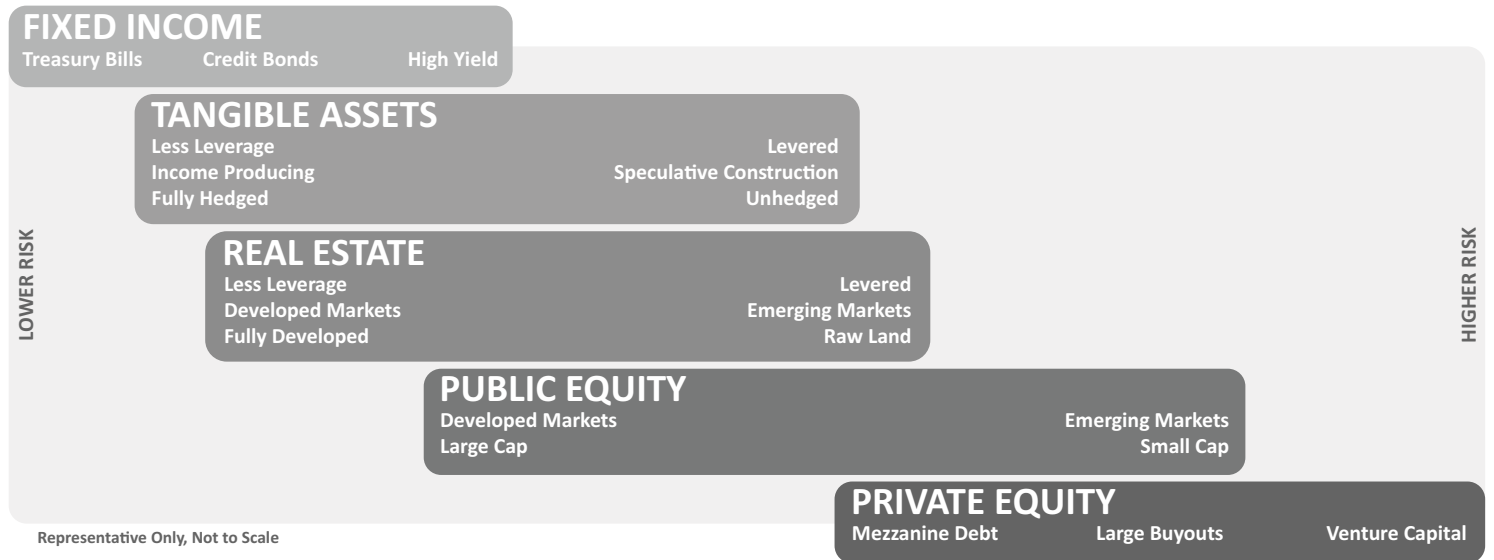 FIXED INCOME
Treasury Bills Credit Bonds High Yield
TANGIBLE ASSETS
Less Leverage Levered
Income Producing Speculative Construction
Fully Hedged Unhedged
LOWER RISK
REAL ESTATE
Less Leverage Levered
Developed Markets Emerging Markets
Fully Developed Raw Land
HIGHER RISK
PUBLIC EQUITY
Developed Markets Emerging Markets
Large Cap Small Cap
PRIVATE EQUITY
Mezzanine Debt Large Buyouts Venture Capital
Representative Only, Not to Scale